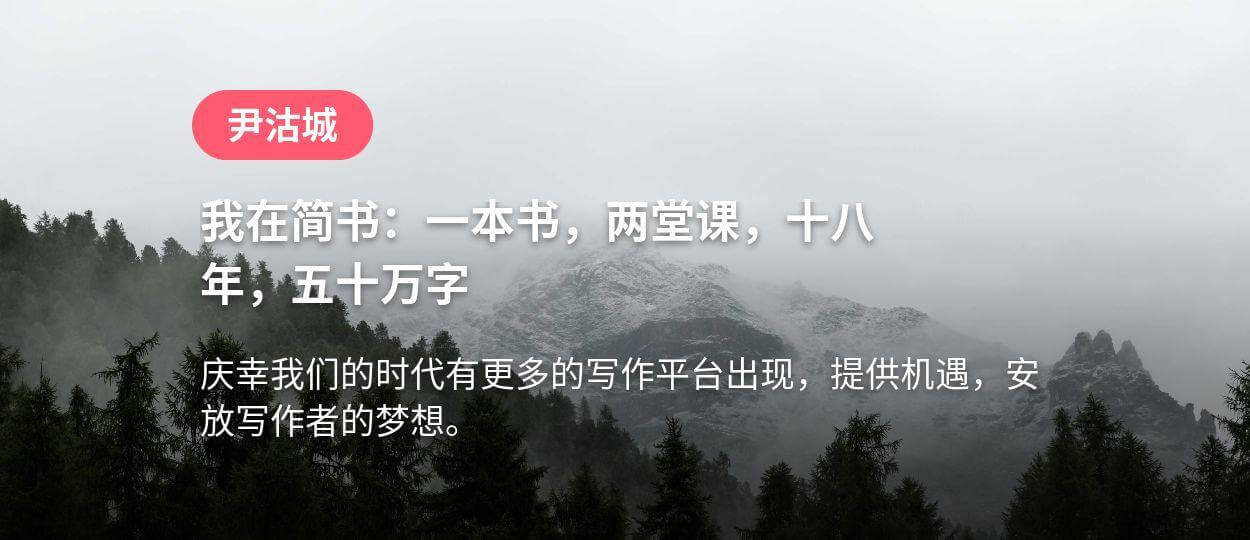 尹沽城
我在简书：一本书，两堂课，十八
年，五十万字
庆幸我们的时代有更多的写作平台出现，提供机遇，安
放写作者的梦想。